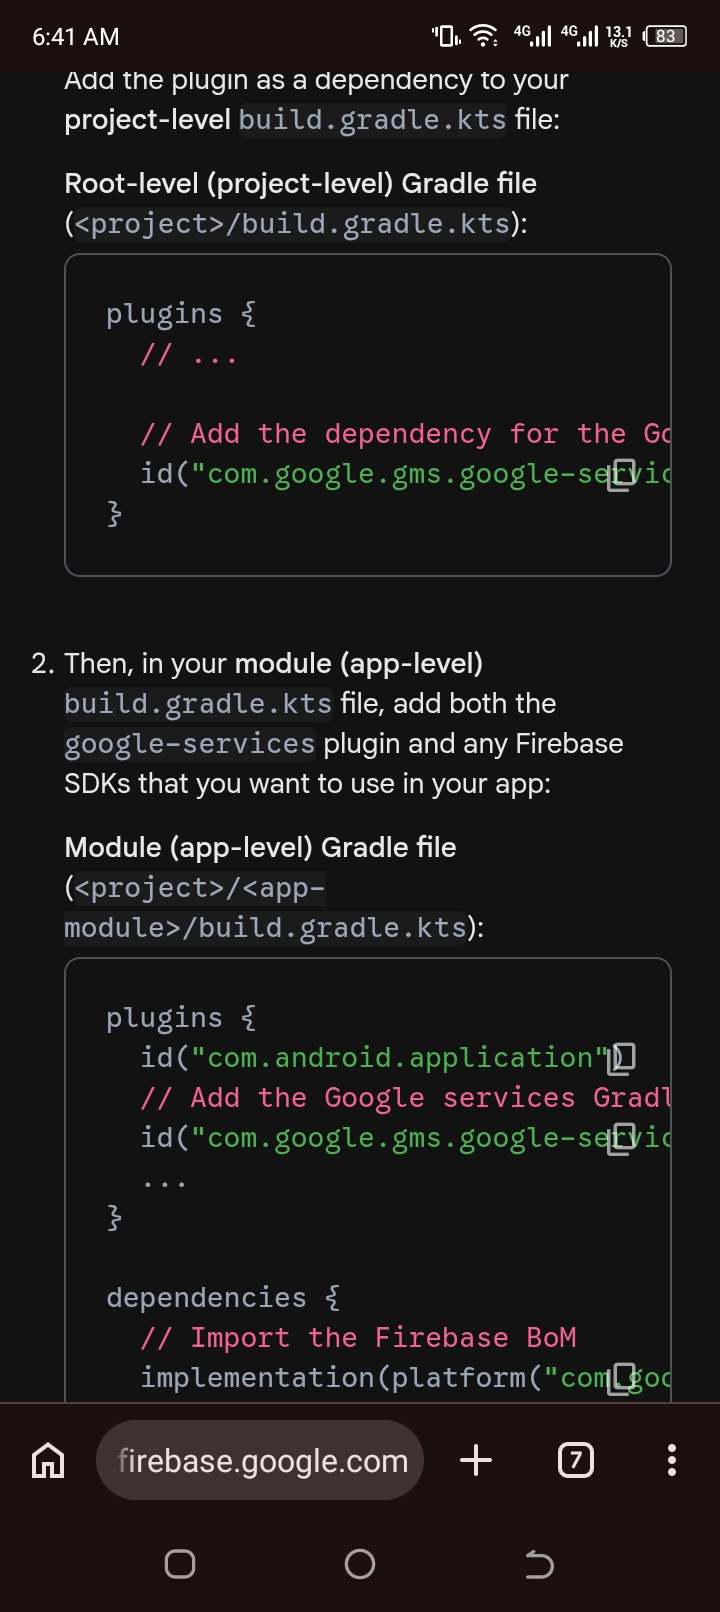 6:41 AM 4G 4G 13.1 K/S 83
Add the plugin as a dependency to your
project-level build.gradle.kts file:
Root-level (project-level) Gradle file
(<project>/build.gradle.kts):
plugins {
// ...
// Add the dependency for the Go
id("com.google.gms.google-servic
}
2. Then, in your module (app-level)
build.gradle.kts file, add both the
google-services plugin and any Firebase
SDKs that you want to use in your app:
Module (app-level) Gradle file
(<project>/<app-
module>/build.gradle.kts):
plugins {
id("com.android.application")
// Add the Google services Gradl
id("com.google.gms.google-servic
...
}
dependencies {
// Import the Firebase BoM
implementation(platform("com.goo
firebase.google.com 7